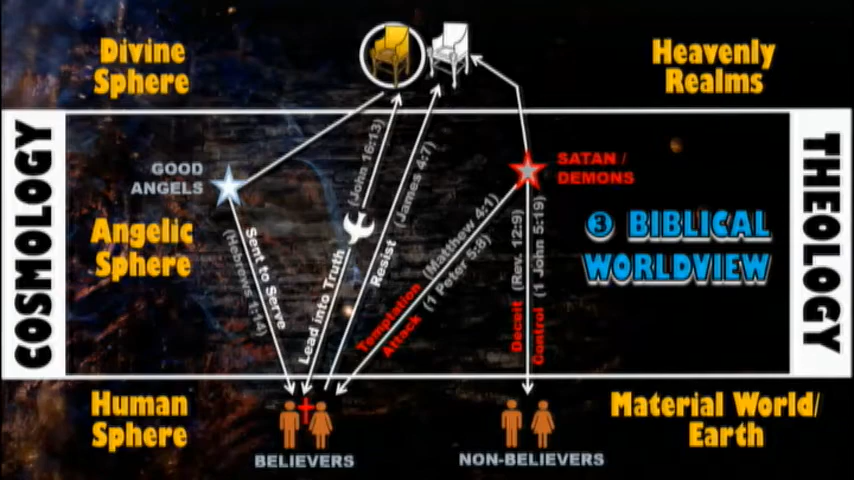 Divine
Sphere
Heavenly
Realms
COSMOLOGY
THEOLOGY
GOOD
ANGELS
SATAN /
DEMONS
Angelic
Sphere
❸ BIBLICAL
WORLDVIEW
Sent to Serve
(Hebrews 1:14)
Lead into Truth (John 16:13)
Resist (James 4:7)
Temptation (Matthew 4:1)
Attack (1 Peter 5:8)
Deceit (Rev. 12:9)
Control (1 John 5:19)
Human
Sphere
BELIEVERS
NON-BELIEVERS
Material World/
Earth